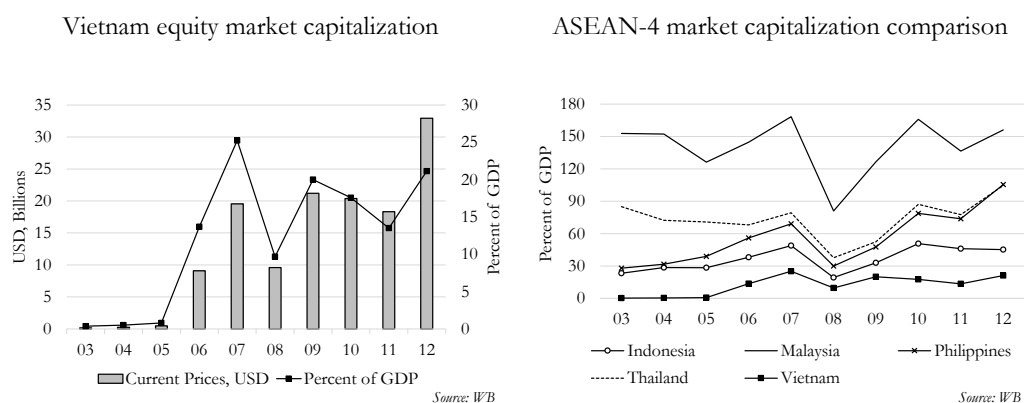 Vietnam equity market capitalization
35
30
25
20
15
10
5
0
USD, Billions
30
25
20
15
10
5
0
Percent of GDP
03 04 05 06 07 08 09 10 11 12
Current Prices, USD Percent of GDP
Source: WB
ASEAN-4 market capitalization comparison
180
150
120
90
60
30
0
Percent of GDP
03 04 05 06 07 08 09 10 11 12
Indonesia Malaysia Philippines
Thailand Vietnam
Source: WB